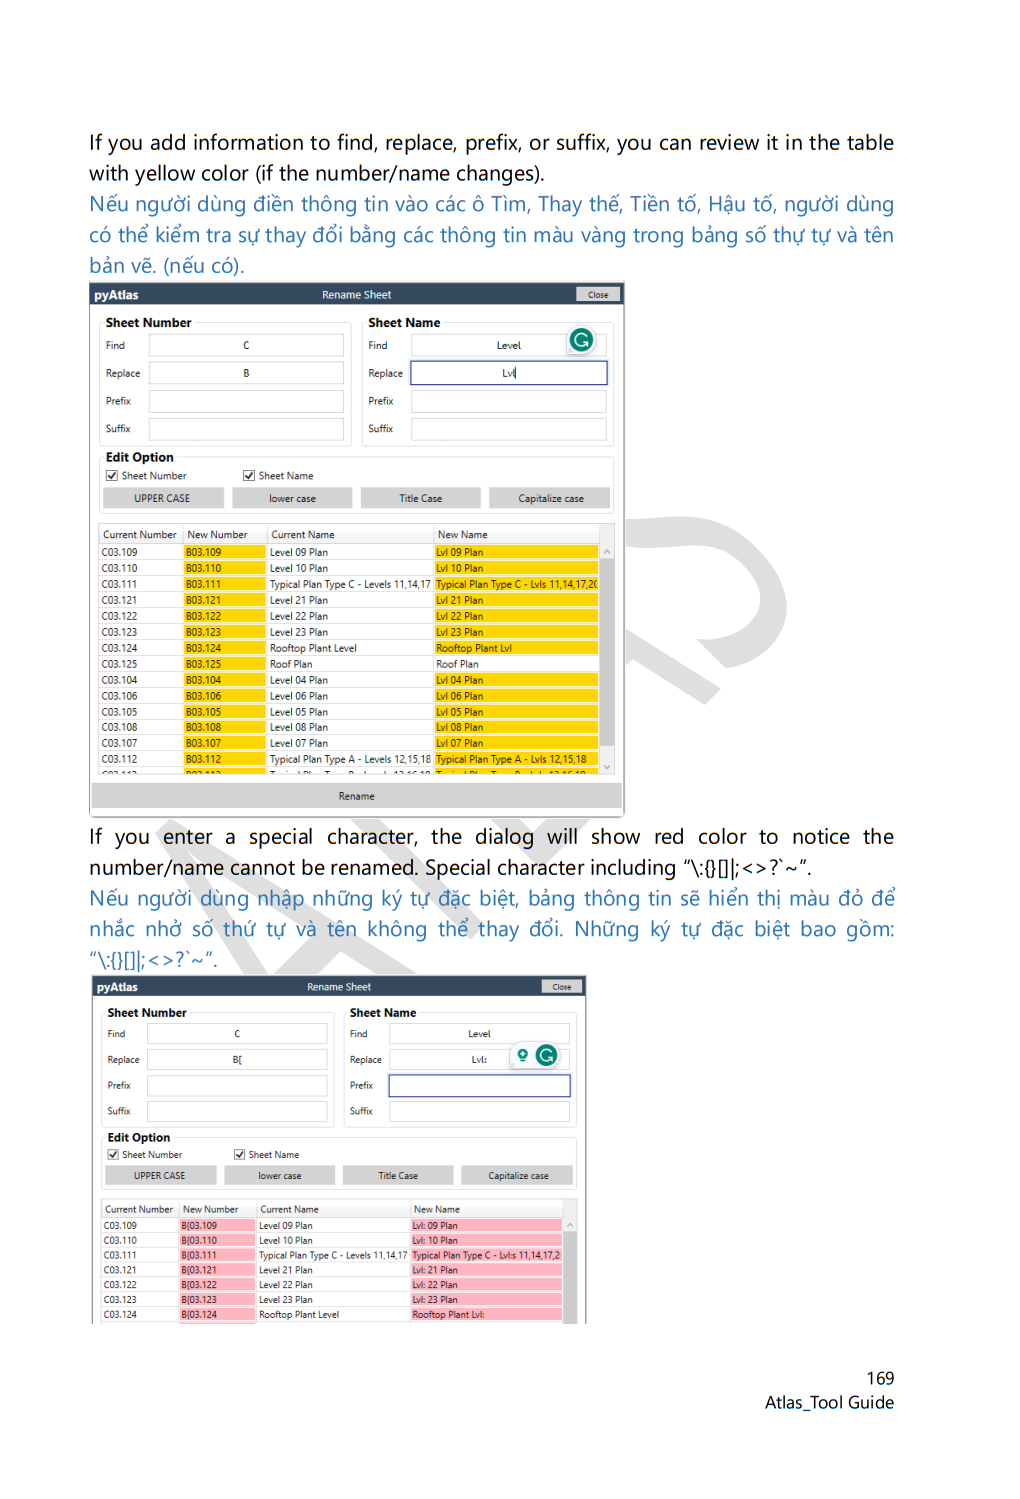 If you add information to find, replace, prefix, or suffix, you can review it in the table
with yellow color (if the number/name changes).
Nếu người dùng điền thông tin vào các ô Tìm, Thay thế, Tiền tố, Hậu tố, người dùng
có thể kiểm tra sự thay đổi bằng các thông tin màu vàng trong bảng số thự tự và tên
bản vẽ. (nếu có).
pyAtlas Rename Sheet Close
Sheet Number Sheet Name
Find C Find Level
Replace B Replace Lvl
Prefix Prefix
Suffix Suffix
Edit Option
Sheet Number Sheet Name
UPPER CASE lower case Title Case Capitalize case
Current Number New Number Current Name New Name
C03.109 B03.109 Level 09 Plan Lvl 09 Plan
C03.110 B03.110 Level 10 Plan Lvl 10 Plan
C03.111 B03.111 Typical Plan Type C - Levels 11,14,17 Typical Plan Type C - Lvls 11,14,17,20
C03.121 B03.121 Level 21 Plan Lvl 21 Plan
C03.122 B03.122 Level 22 Plan Lvl 22 Plan
C03.123 B03.123 Level 23 Plan Lvl 23 Plan
C03.124 B03.124 Rooftop Plant Level Rooftop Plant Lvl
C03.125 B03.125 Roof Plan Roof Plan
C03.104 B03.104 Level 04 Plan Lvl 04 Plan
C03.106 B03.106 Level 06 Plan Lvl 06 Plan
C03.105 B03.105 Level 05 Plan Lvl 05 Plan
C03.108 B03.108 Level 08 Plan Lvl 08 Plan
C03.107 B03.107 Level 07 Plan Lvl 07 Plan
C03.112 B03.112 Typical Plan Type A - Levels 12,15,18 Typical Plan Type A - Lvls 12,15,18
Rename
If you enter a special character, the dialog will show red color to notice the
number/name cannot be renamed. Special character including “\:{}[]|;<>?`~”.
Nếu người dùng nhập những ký tự đặc biệt, bảng thông tin sẽ hiển thị màu đỏ để
nhắc nhở số thứ tự và tên không thể thay đổi. Những ký tự đặc biệt bao gồm:
“\:{}[]|;<>?`~”.
pyAtlas Rename Sheet Close
Sheet Number Sheet Name
Find C Find Level
Replace B[ Replace Lvl:
Prefix Prefix
Suffix Suffix
Edit Option
Sheet Number Sheet Name
UPPER CASE lower case Title Case Capitalize case
Current Number New Number Current Name New Name
C03.109 B[03.109 Level 09 Plan Lvl: 09 Plan
C03.110 B[03.110 Level 10 Plan Lvl: 10 Plan
C03.111 B[03.111 Typical Plan Type C - Levels 11,14,17 Typical Plan Type C - Lvl:s 11,14,17,2
C03.121 B[03.121 Level 21 Plan Lvl: 21 Plan
C03.122 B[03.122 Level 22 Plan Lvl: 22 Plan
C03.123 B[03.123 Level 23 Plan Lvl: 23 Plan
C03.124 B[03.124 Rooftop Plant Level Rooftop Plant Lvl:
169
Atlas_Tool Guide